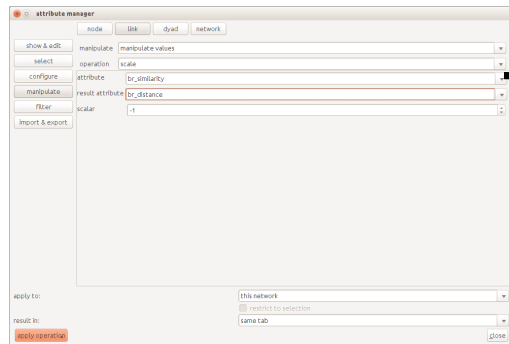 attribute manager
node link dyad network
show & edit
select
configure
manipulate
filter
import & export
manipulate manipulate values
operation scale
attribute br_similarity
result attribute br_distance
scalar -1
apply to: this network
restrict to selection
result in: same tab
apply operation close